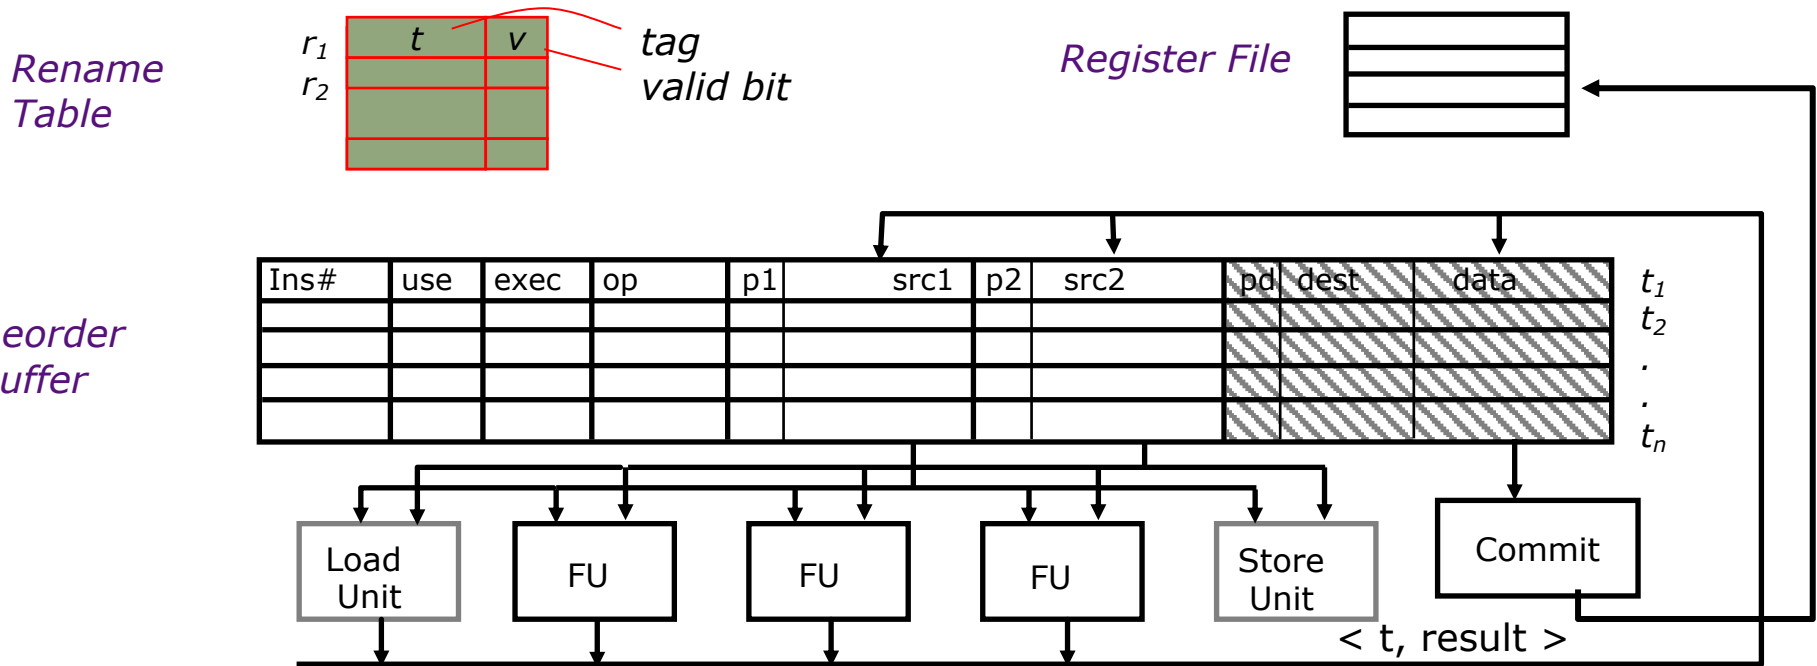 Rename
Table
r1
r2
t
v
tag
valid bit
Register File
eorder
uffer
Ins#
use
exec
op
p1
src1
p2
src2
pd
dest
data
t1
t2
.
.
tn
Load
Unit
FU
FU
FU
Store
Unit
Commit
< t, result >